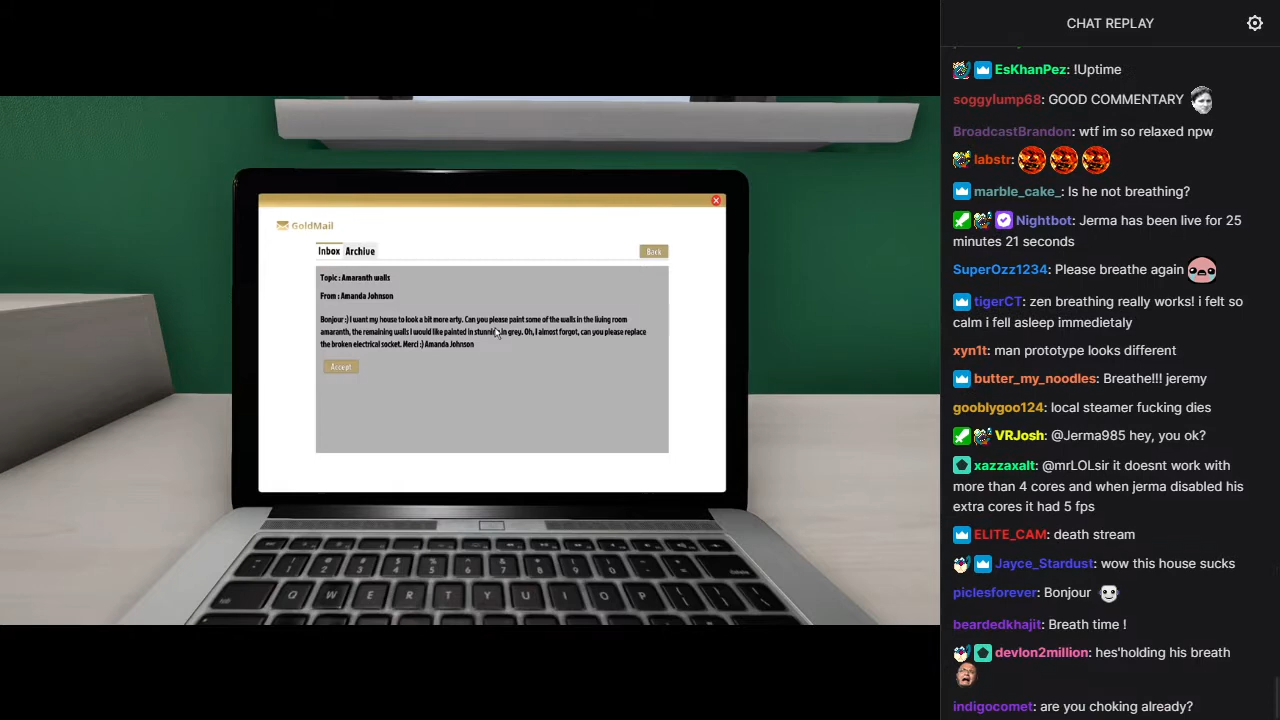 CHAT REPLAY
EsKhanPez: !Uptime
soggylump68: GOOD COMMENTARY
BroadcastBrandon: wtf im so relaxed npw
labstr:
marble_cake_: Is he not breathing?
Nightbot: Jerma has been live for 25
minutes 21 seconds
SuperOzz1234: Please breathe again
tigerCT: zen breathing really works! i felt so
calm i fell asleep immedietaly
xyn1t: man prototype looks different
butter_my_noodles: Breathe!!! jeremy
gooblygoo124: local steamer fucking dies
VRJosh: @Jerma985 hey, you ok?
xazzaxalt: @mrLOLsir it doesnt work with
more than 4 cores and when jerma disabled his
extra cores it had 5 fps
ELITE_CAM: death stream
Jayce_Stardust: wow this house sucks
piclesforever: Bonjour
beardedkhajit: Breath time !
devlon2million: hes'holding his breath
indigocomet: are you choking already?
GoldMail
Inbox Archive
Back
Topic : Amaranth walls
From : Amanda Johnson
Bonjour :) I want my house to look a bit more arty. Can you please paint some of the walls in the living room
amaranth, the remaining walls I would like painted in stunning grey. Oh, I almost forgot, can you please replace
the broken electrical socket. Merci :) Amanda Johnson
Accept
Q W E R T Y U I O P